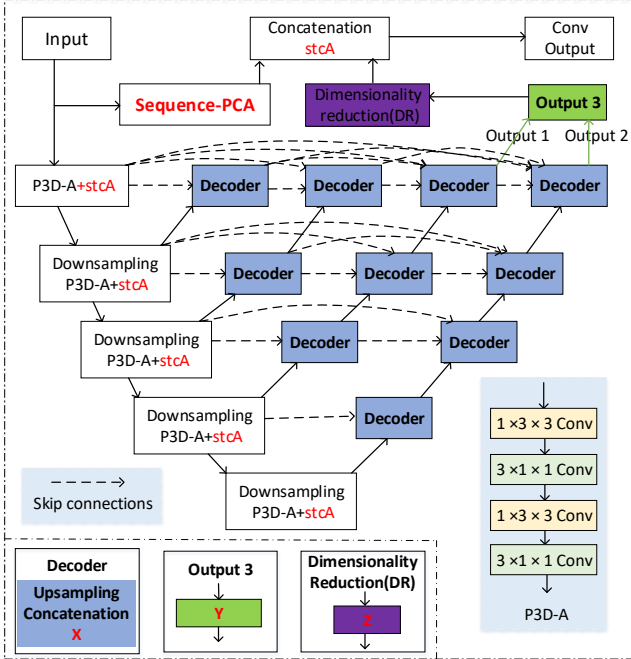 Input
Concatenation
stcA
Conv
Output
Sequence-PCA
Dimensionality
reduction(DR)
Output 3
Output 1
Output 2
P3D-A+stcA
Decoder
Decoder
Decoder
Decoder
Downsampling
P3D-A+stcA
Decoder
Decoder
Decoder
Downsampling
P3D-A+stcA
Decoder
Decoder
Downsampling
P3D-A+stcA
Decoder
Downsampling
P3D-A+stcA
Skip connections
1 ×3 × 3 Conv
3 ×1 × 1 Conv
1 ×3 × 3 Conv
3 ×1 × 1 Conv
P3D-A
Decoder
Upsampling
Concatenation
X
Output 3
Y
Dimensionality
Reduction(DR)
Z